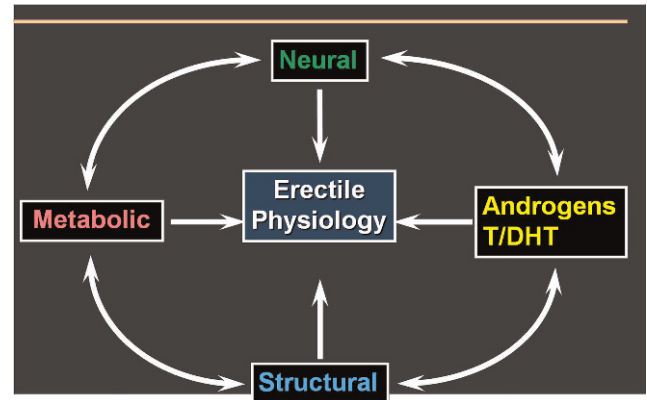 Neural
Erectile
Physiology
Metabolic
Androgens
T/DHT
Structural